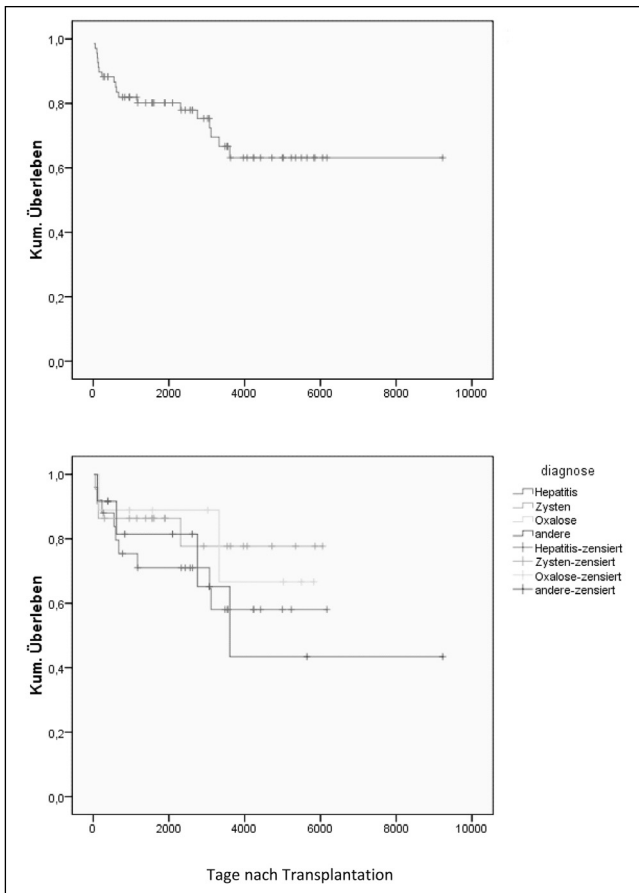 Kum. Überleben
1,0
0,8
0,6
0,4
0,2
0,0
0 2000 4000 6000 8000 10000
Kum. Überleben
1,0
0,8
0,6
0,4
0,2
0,0
0 2000 4000 6000 8000 10000
diagnose
Hepatitis
Zysten
Oxalose
andere
Hepatitis-zensiert
Zysten-zensiert
Oxalose-zensiert
andere-zensiert
Tage nach Transplantation